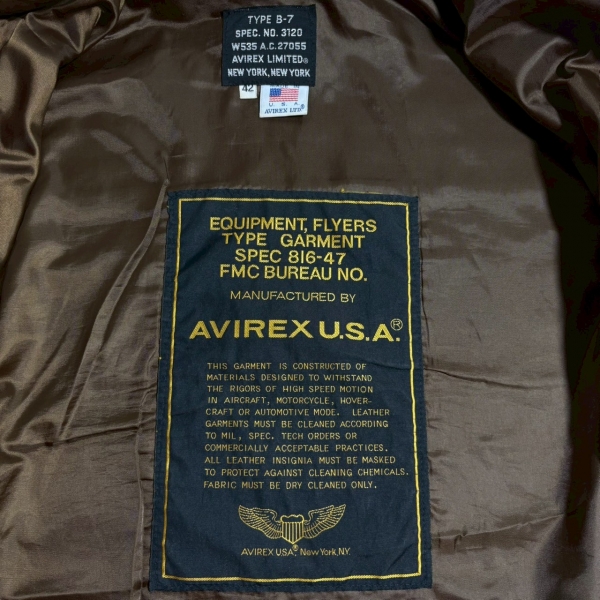 TYPE B-7
SPEC. NO. 3120
W535 A.C. 27055
AVIREX LIMITED®
NEW YORK, NEW YORK
42
U. S. A.
AVIREX LTD®
EQUIPMENT, FLYERS
TYPE GARMENT
SPEC 816-47
FMC BUREAU NO.
MANUFACTURED BY
AVIREX U.S.A.®
THIS GARMENT IS CONSTRUCTED OF
MATERIALS DESIGNED TO WITHSTAND
THE RIGORS OF HIGH SPEED MOTION
IN AIRCRAFT, MOTORCYCLE, HOVER-
CRAFT OR AUTOMOTIVE MODE. LEATHER
GARMENTS MUST BE CLEANED ACCORDING
TO MIL, SPEC. TECH ORDERS OR
COMMERCIALLY ACCEPTABLE PRACTICES,
ALL LEATHER INSIGNIA MUST BE MASKED
TO PROTECT AGAINST CLEANING CHEMICALS.
FABRIC MUST BE DRY CLEANED ONLY.
AVIREX USA, New York, NY.